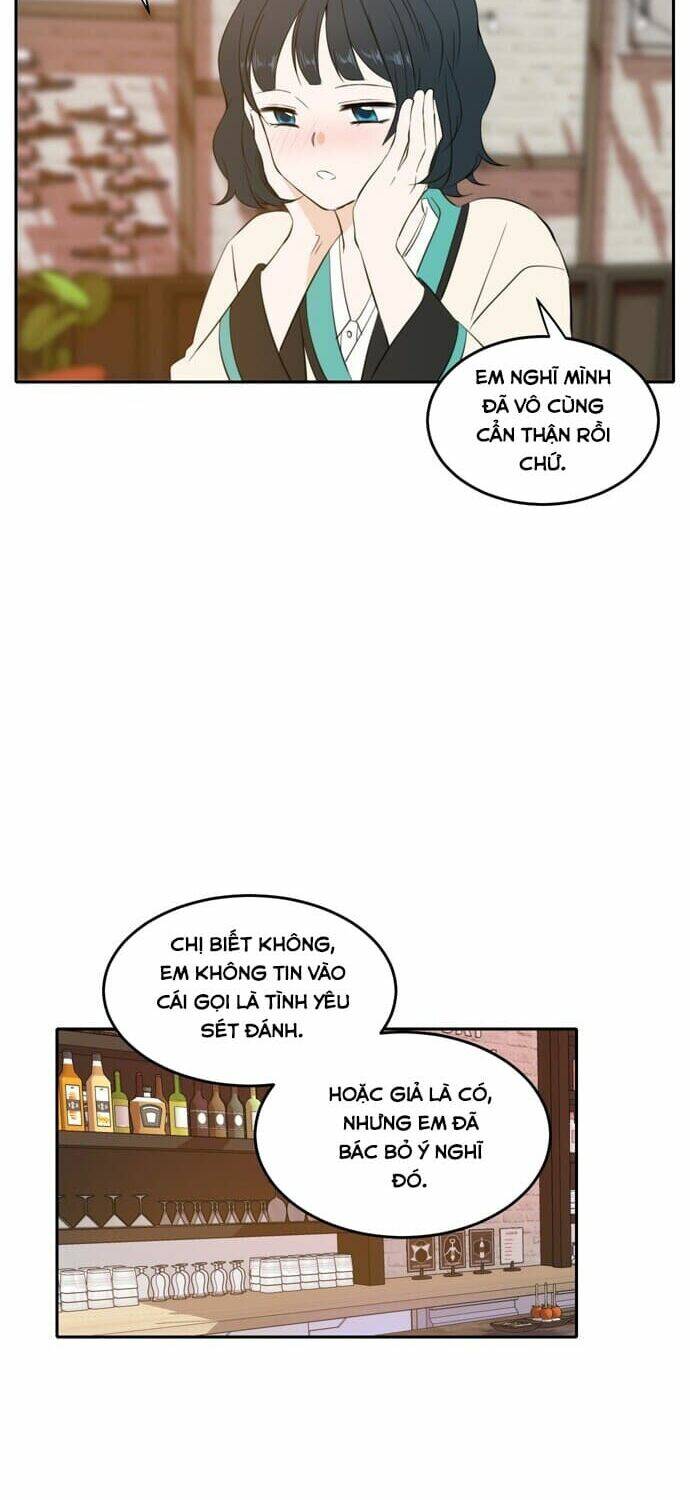 EM NGHĨ MÌNH
ĐÃ VÔ CÙNG
CẨN THẬN RỒI
CHỨ.
CHỊ BIẾT KHÔNG,
EM KHÔNG TIN VÀO
CÁI GỌI LÀ TÌNH YÊU
SÉT ĐÁNH.
HOẶC GIẢ LÀ CÓ,
NHƯNG EM ĐÃ
BÁC BỎ Ý NGHĨ
ĐÓ.